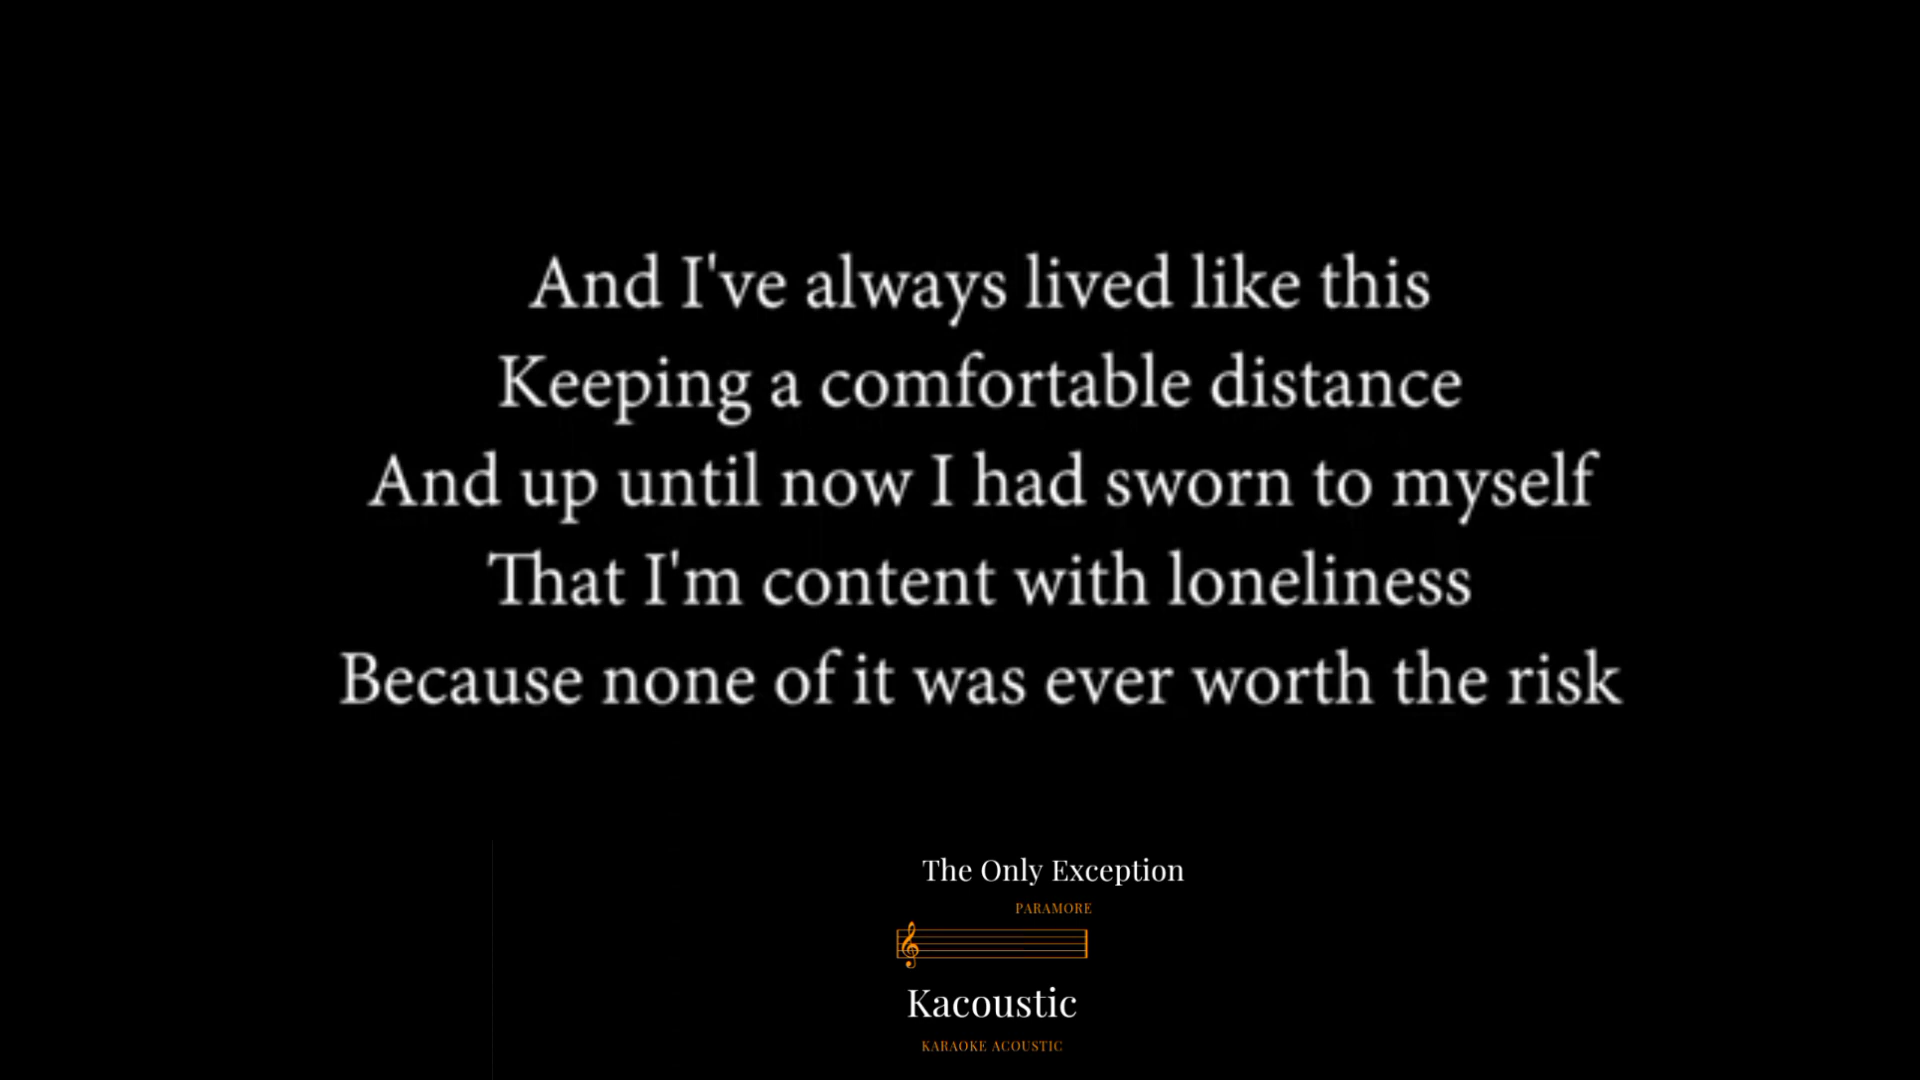 And I've always lived like this
Keeping a comfortable distance
And up until now I had sworn to myself
That I'm content with loneliness
Because none of it was ever worth the risk
The Only Exception
PARAMORE
Kacoustic
KARAOKE ACOUSTIC